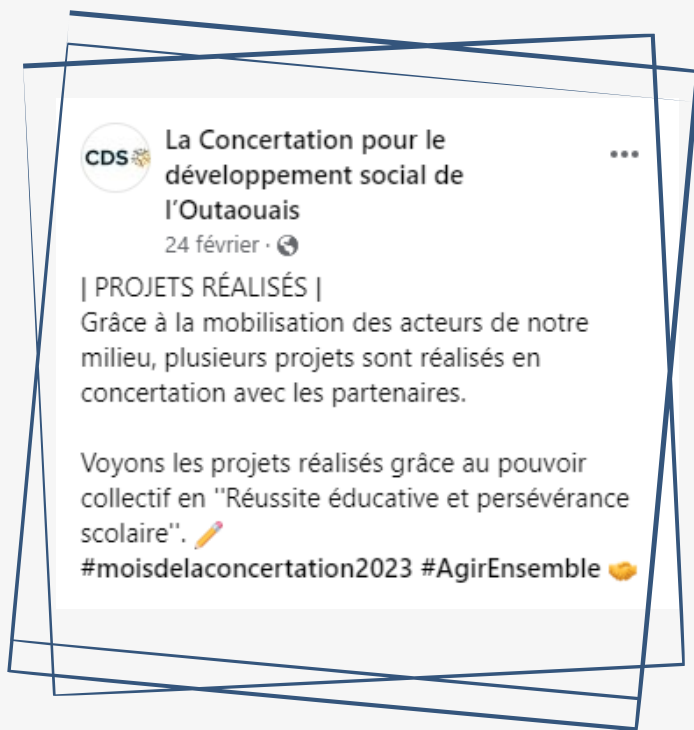 CDS
La Concertation pour le
développement social de
l'Outaouais
24 février ·
| PROJETS RÉALISÉS |
Grâce à la mobilisation des acteurs de notre
milieu, plusieurs projets sont réalisés en
concertation avec les partenaires.
Voyons les projets réalisés grâce au pouvoir
collectif en ''Réussite éducative et persévérance
scolaire''. ✏️
#moisdelaconcertation2023 #AgirEnsemble 🤝